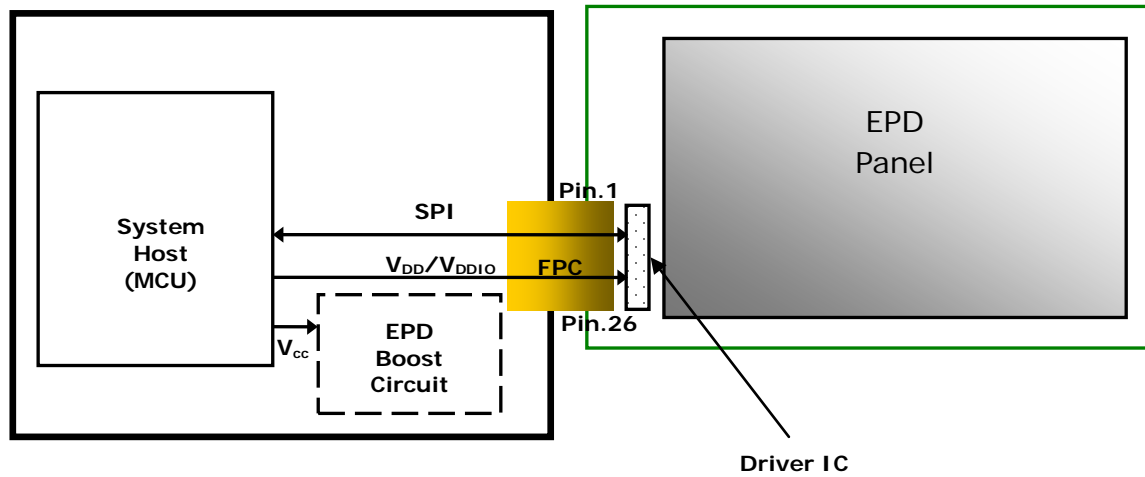 EPD
Panel
Pin.1
SPI
System
Host
(MCU)
VDD/VDDIO
FPC
Pin.26
Vcc
EPD
Boost
Circuit
Driver IC